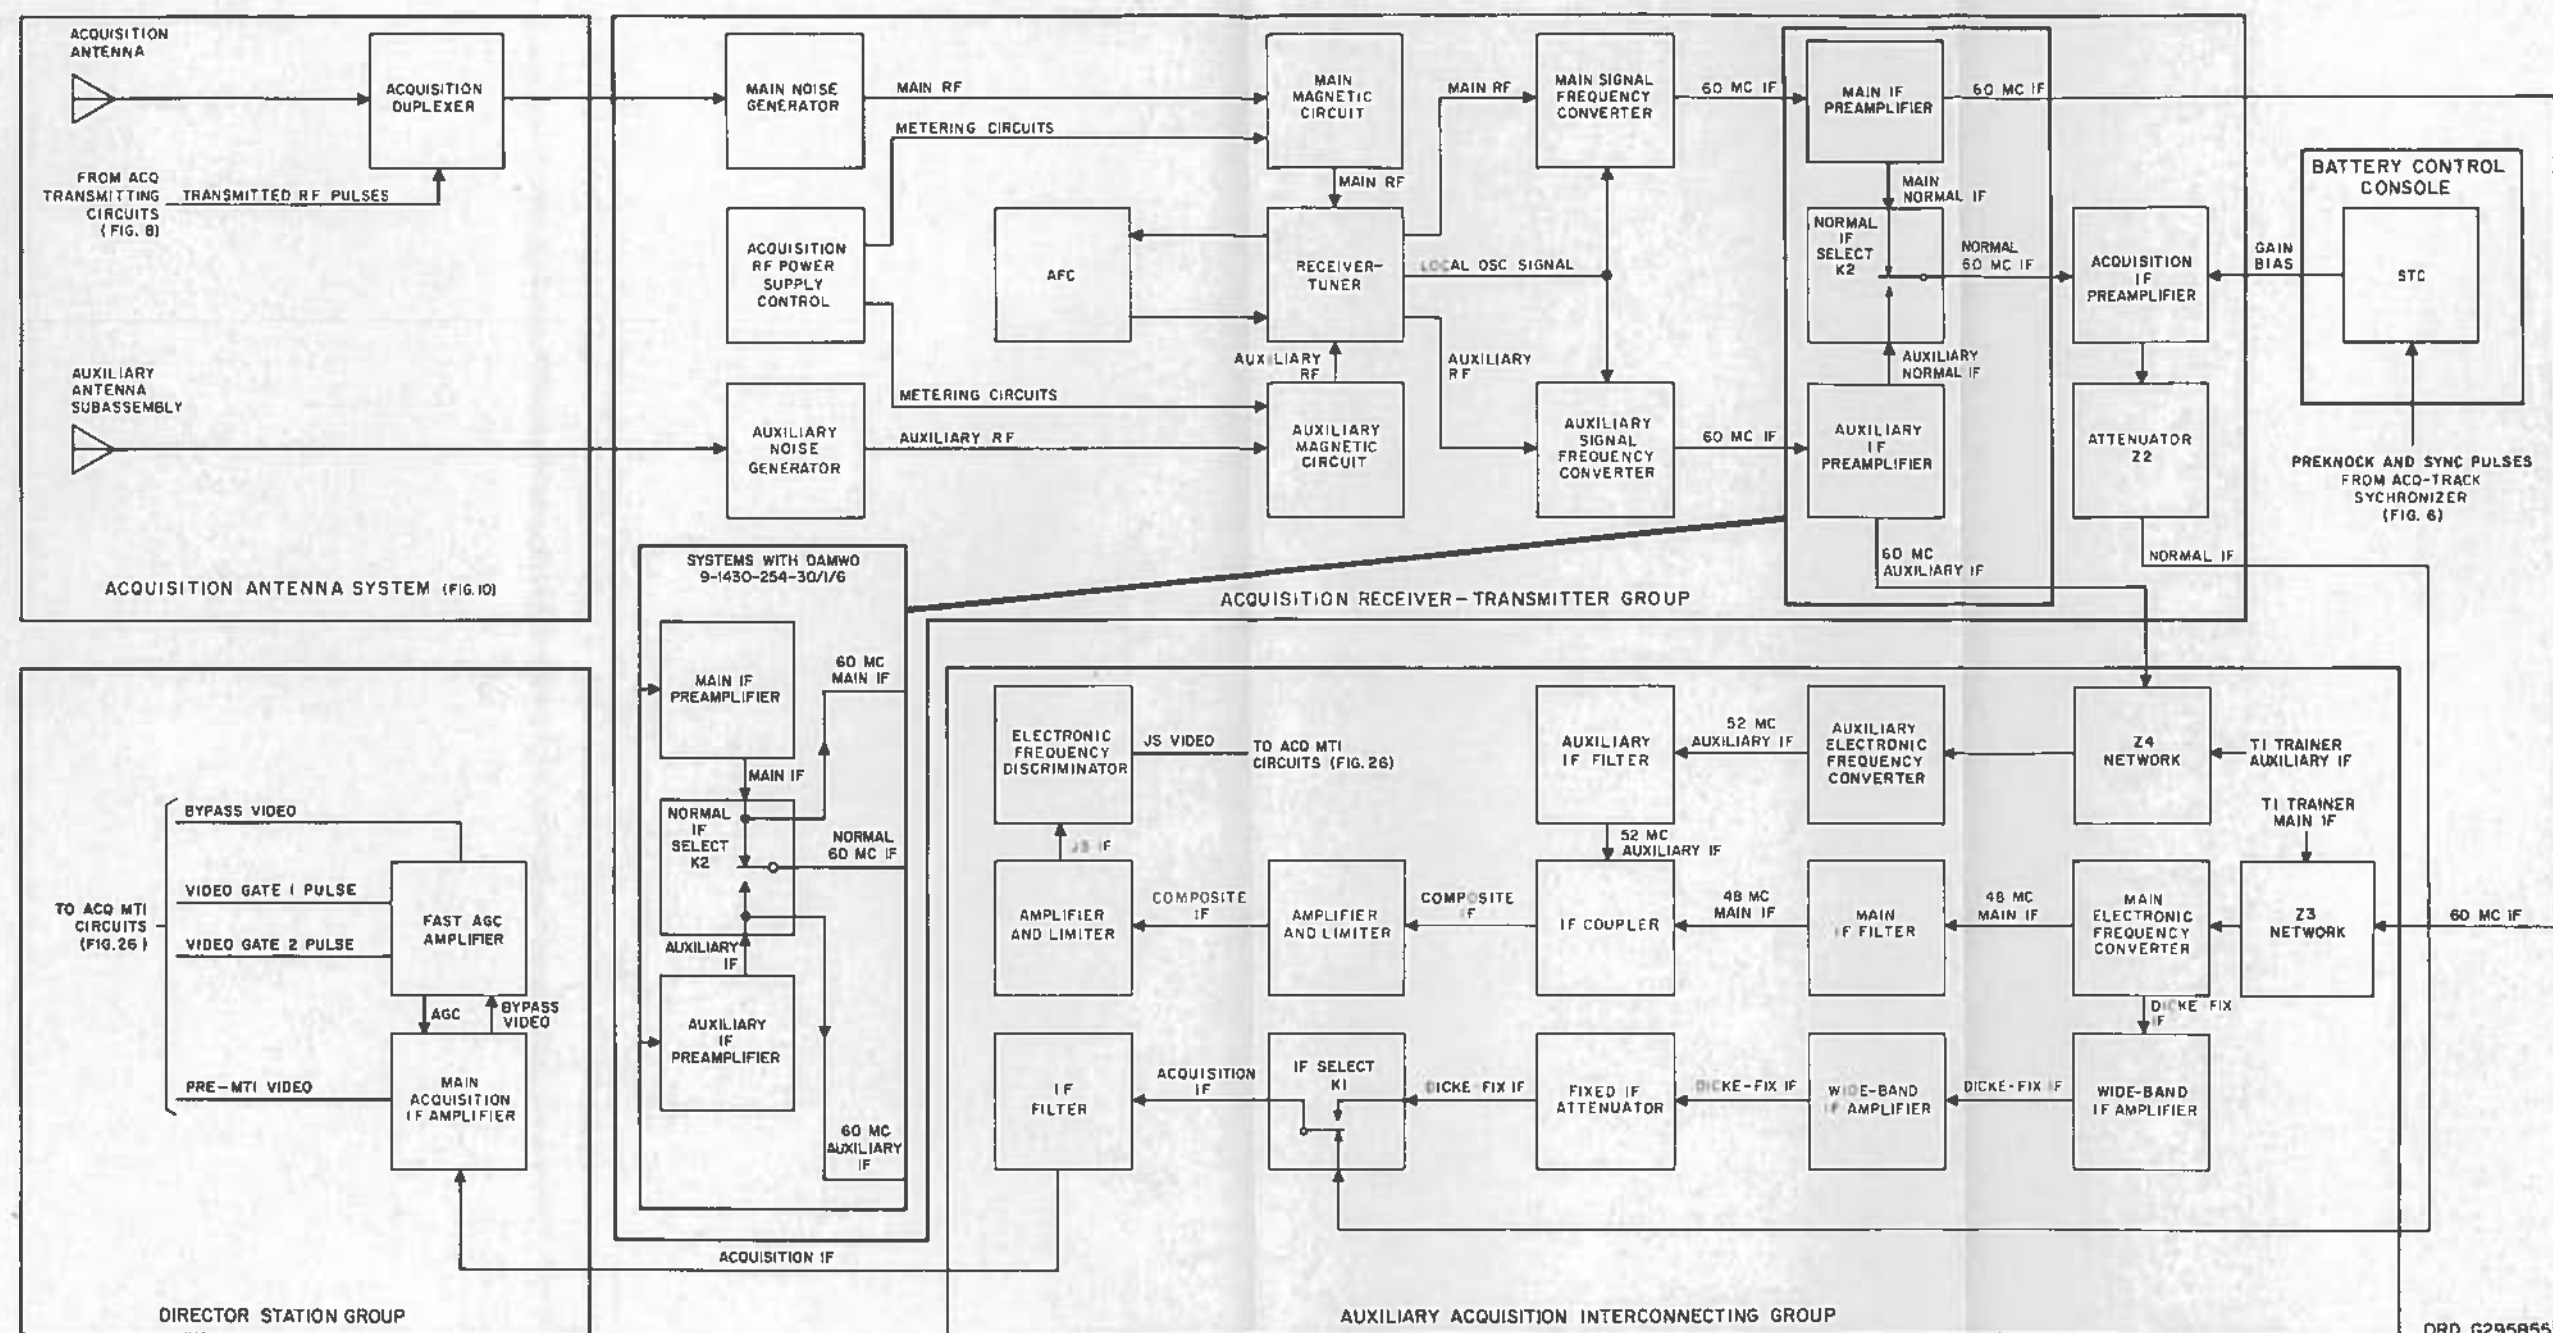 ACQUISITION
ANTENNA
ACQUISITION
DUPLEXER
FROM ACQ
TRANSMITTING
CIRCUITS
(FIG. 8)
TRANSMITTED RF PULSES
AUXILIARY
ANTENNA
SUBASSEMBLY
ACQUISITION ANTENNA SYSTEM (FIG. 10)
MAIN NOISE
GENERATOR
MAIN RF
METERING CIRCUITS
ACQUISITION
RF POWER
SUPPLY
CONTROL
METERING CIRCUITS
AUXILIARY
NOISE
GENERATOR
AUXILIARY RF
AFC
MAIN
MAGNETIC
CIRCUIT
MAIN RF
RECEIVER-
TUNER
AUXILIARY
RF
AUXILIARY
MAGNETIC
CIRCUIT
MAIN RF
LOCAL OSC SIGNAL
AUXILIARY
RF
MAIN SIGNAL
FREQUENCY
CONVERTER
AUXILIARY
SIGNAL
FREQUENCY
CONVERTER
60 MC IF
60 MC IF
MAIN IF
PREAMPLIFIER
60 MC IF
MAIN
NORMAL IF
NORMAL
IF
SELECT
K2
NORMAL
60 MC IF
AUXILIARY
NORMAL IF
AUXILIARY
IF
PREAMPLIFIER
60 MC
AUXILIARY IF
ACQUISITION
IF
PREAMPLIFIER
ATTENUATOR
Z2
NORMAL IF
GAIN
BIAS
BATTERY CONTROL
CONSOLE
STC
PREKNOCK AND SYNC PULSES
FROM ACQ-TRACK
SYCHRONIZER
(FIG. 6)
ACQUISITION RECEIVER-TRANSMITTER GROUP
SYSTEMS WITH DAMWO
9-1430-254-30/1/6
MAIN IF
PREAMPLIFIER
60 MC
MAIN IF
MAIN IF
NORMAL
IF
SELECT
K2
NORMAL
60 MC IF
AUXILIARY
IF
AUXILIARY
IF
PREAMPLIFIER
60 MC
AUXILIARY
IF
TO ACQ MTI
CIRCUITS
(FIG.26)
BYPASS VIDEO
VIDEO GATE 1 PULSE
VIDEO GATE 2 PULSE
PRE-MTI VIDEO
FAST AGC
AMPLIFIER
AGC
BYPASS
VIDEO
MAIN
ACQUISITION
IF AMPLIFIER
ACQUISITION IF
DIRECTOR STATION GROUP
ELECTRONIC
FREQUENCY
DISCRIMINATOR
JS VIDEO
TO ACQ MTI
CIRCUITS (FIG.26)
AUXILIARY
IF FILTER
52 MC
AUXILIARY IF
AUXILIARY
ELECTRONIC
FREQUENCY
CONVERTER
Z4
NETWORK
TI TRAINER
AUXILIARY IF
TI TRAINER
MAIN IF
JS IF
52 MC
AUXILIARY IF
AMPLIFIER
AND LIMITER
COMPOSITE
IF
AMPLIFIER
AND LIMITER
COMPOSITE
IF
IF COUPLER
48 MC
MAIN IF
MAIN
IF FILTER
48 MC
MAIN IF
MAIN
ELECTRONIC
FREQUENCY
CONVERTER
Z3
NETWORK
60 MC IF
DICKE-FIX
IF
IF
FILTER
ACQUISITION
IF
IF SELECT
K1
DICKE-FIX IF
FIXED IF
ATTENUATOR
DICKE-FIX IF
WIDE-BAND
IF AMPLIFIER
DICKE-FIX IF
WIDE-BAND
IF AMPLIFIER
AUXILIARY ACQUISITION INTERCONNECTING GROUP